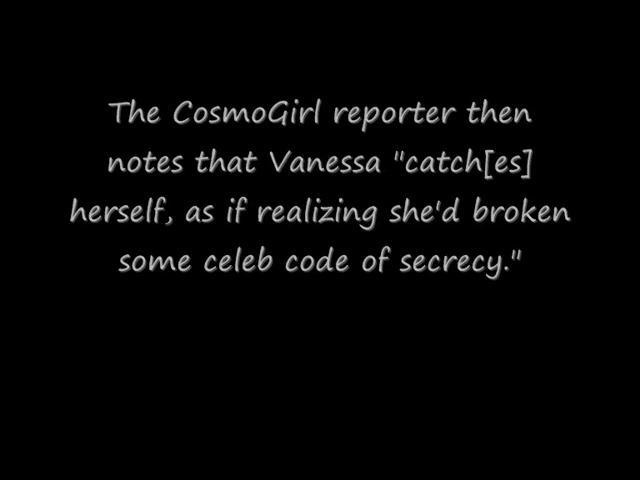 The CosmoGirl reporter then
notes that Vanessa "catch[es]
herself, as if realizing she'd broken
some celeb code of secrecy."